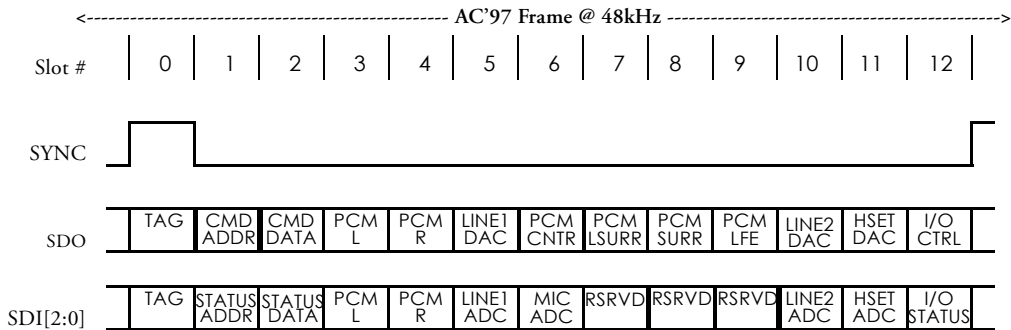 <--------------------- AC'97 Frame @ 48kHz --------------------->
Slot # 0 1 2 3 4 5 6 7 8 9 10 11 12
SYNC
SDO TAG CMD ADDR CMD DATA PCM L PCM R LINE1 DAC PCM CNTR PCM LSURR PCM SURR PCM LFE LINE2 DAC HSET DAC I/O CTRL
SDI[2:0] TAG STATUS ADDR STATUS DATA PCM L PCM R LINE1 ADC MIC ADC RSRVD RSRVD RSRVD LINE2 ADC HSET ADC I/O STATUS